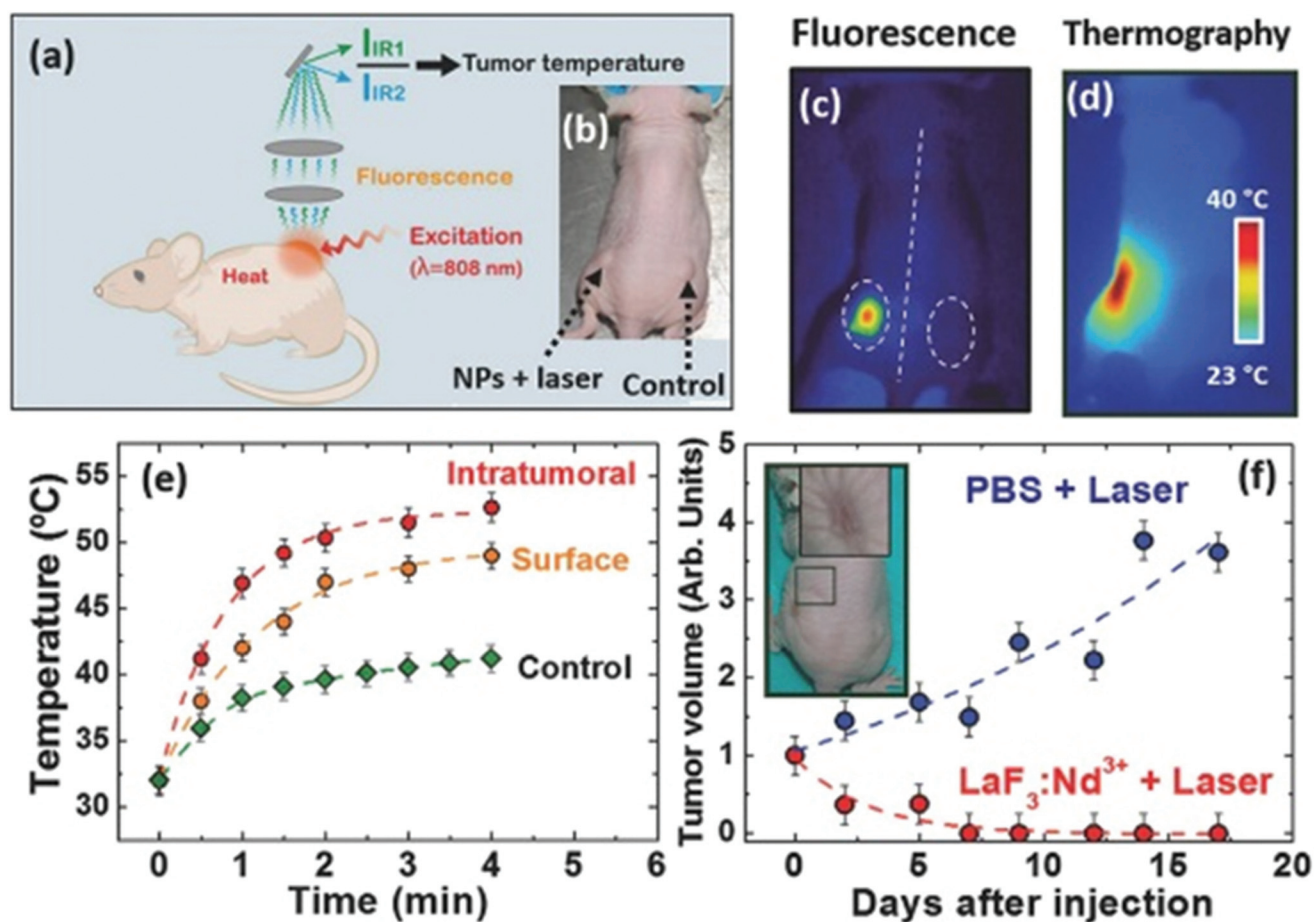 (a)
I IR1
I IR2
Tumor temperature
Fluorescence
Excitation
(λ=808 nm)
Heat
(b)
NPs + laser
Control
Fluorescence
(c)
Thermography
(d)
40 °C
23 °C
(e)
Temperature (ºC)
55
50
45
40
35
30
Intratumoral
Surface
Control
0 1 2 3 4 5 6
Time (min)
(f)
Tumor volume (Arb. Units)
5
4
3
2
1
0
PBS + Laser
LaF₃:Nd³⁺ + Laser
0 5 10 15 20
Days after injection